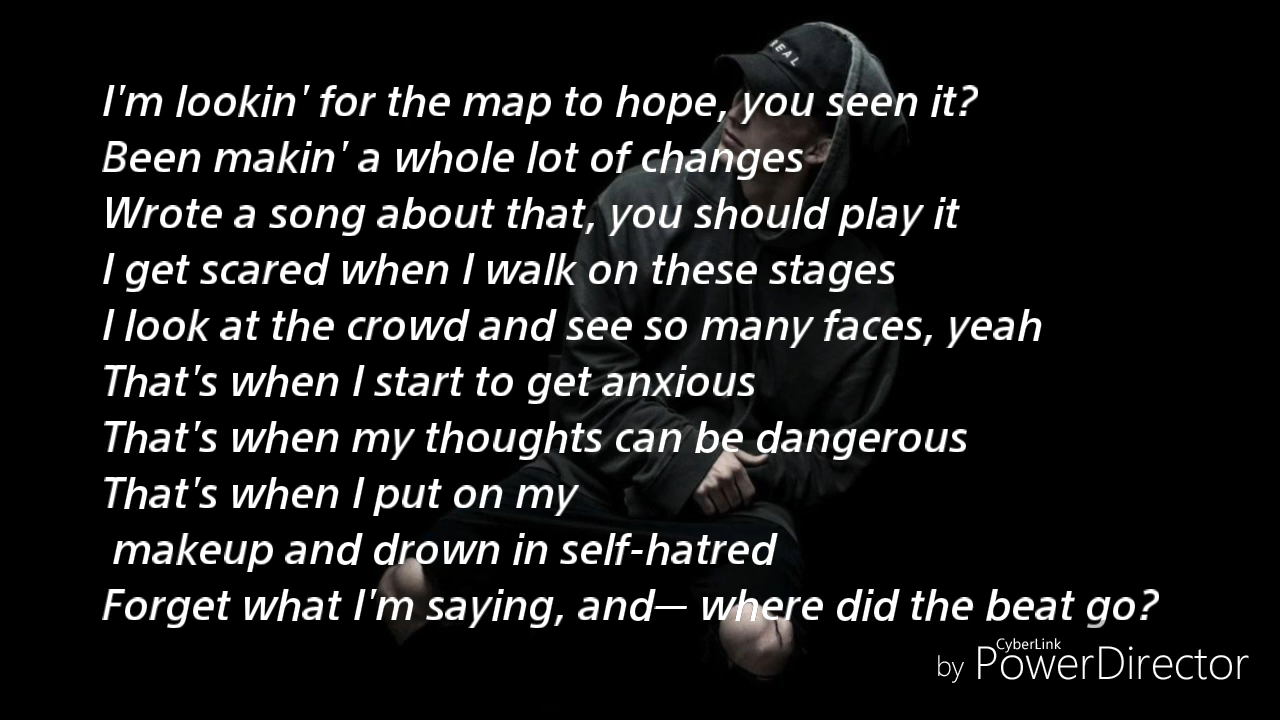 REAL
I'm lookin' for the map to hope, you seen it?
Been makin' a whole lot of changes
Wrote a song about that, you should play it
I get scared when I walk on these stages
I look at the crowd and see so many faces, yeah
That's when I start to get anxious
That's when my thoughts can be dangerous
That's when I put on my
makeup and drown in self-hatred
Forget what I'm saying, and— where did the beat go?
CyberLink
by PowerDirector